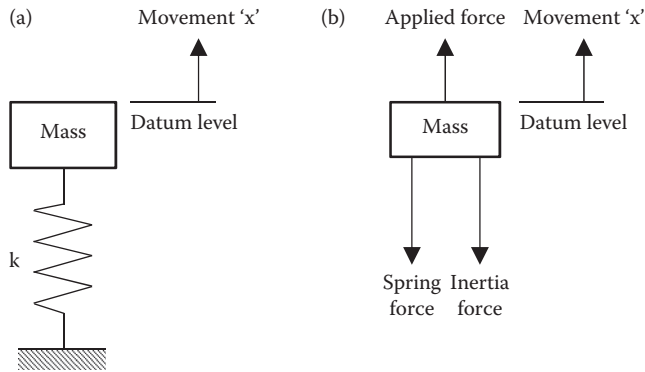 (a)
Movement ‘x’
Mass
Datum level
k
(b)
Applied force
Movement ‘x’
Mass
Datum level
Spring
force
Inertia
force